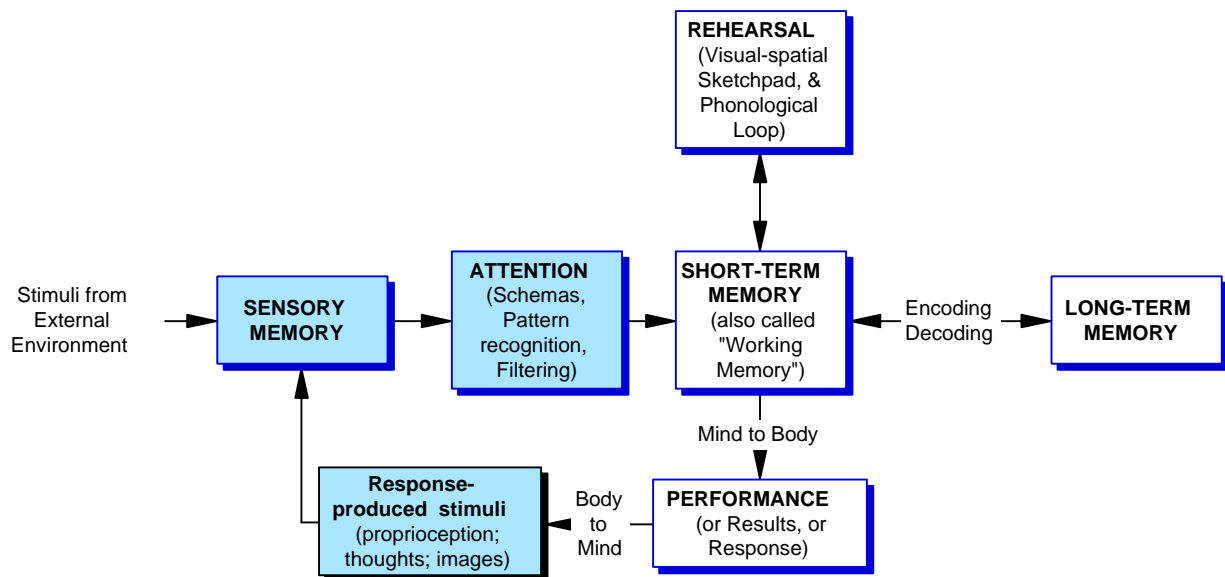 REHEARSAL
(Visual-spatial
Sketchpad, &
Phonological
Loop)
Stimuli from
External
Environment
SENSORY
MEMORY
ATTENTION
(Schemas,
Pattern
recognition,
Filtering)
SHORT-TERM
MEMORY
(also called
"Working
Memory")
Encoding
Decoding
LONG-TERM
MEMORY
Mind to Body
Response-
produced stimuli
(proprioception;
thoughts; images)
Body
to
Mind
PERFORMANCE
(or Results, or
Response)